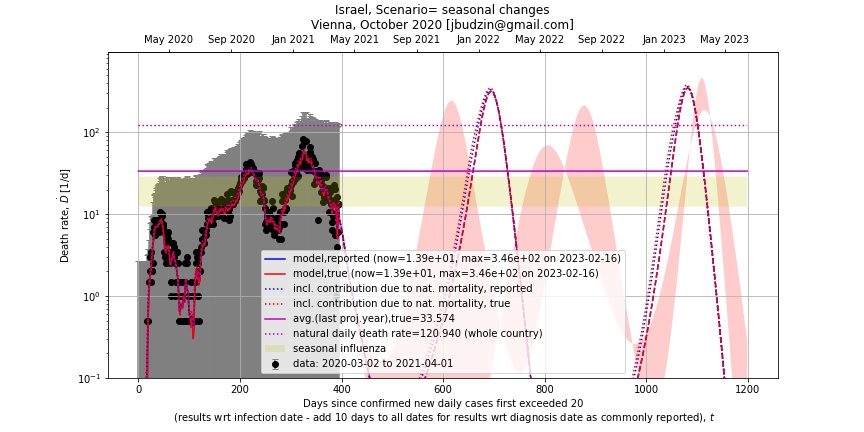 Israel, Scenario= seasonal changes
Vienna, October 2020 [jbudzin@gmail.com]
May 2020 Sep 2020 Jan 2021 May 2021 Sep 2021 Jan 2022 May 2022 Sep 2022 Jan 2023 May 2023
Death rate, Ḋ [1/d]
10²
10¹
10⁰
10⁻¹
model,reported (now=1.39e+01, max=3.46e+02 on 2023-02-16)
model,true (now=1.39e+01, max=3.46e+02 on 2023-02-16)
incl. contribution due to nat. mortality, reported
incl. contribution due to nat. mortality, true
avg.(last proj.year),true=33.574
natural daily death rate=120.940 (whole country)
seasonal influenza
data: 2020-03-02 to 2021-04-01
0 200 400 600 800 1000 1200
Days since confirmed new daily cases first exceeded 20
(results wrt infection date - add 10 days to all dates for results wrt diagnosis date as commonly reported), t